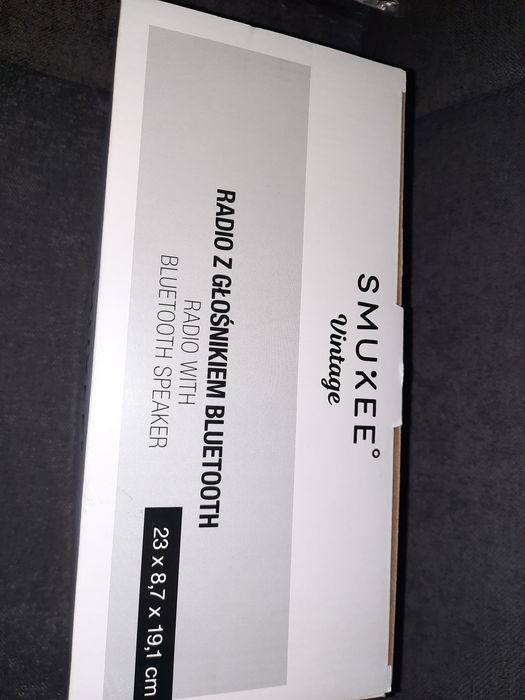 SMUKEE°
Vintage
RADIO Z GŁOŚNIKIEM BLUETOOTH
RADIO WITH
BLUETOOTH SPEAKER
23 x 8,7 x 19,1 cm